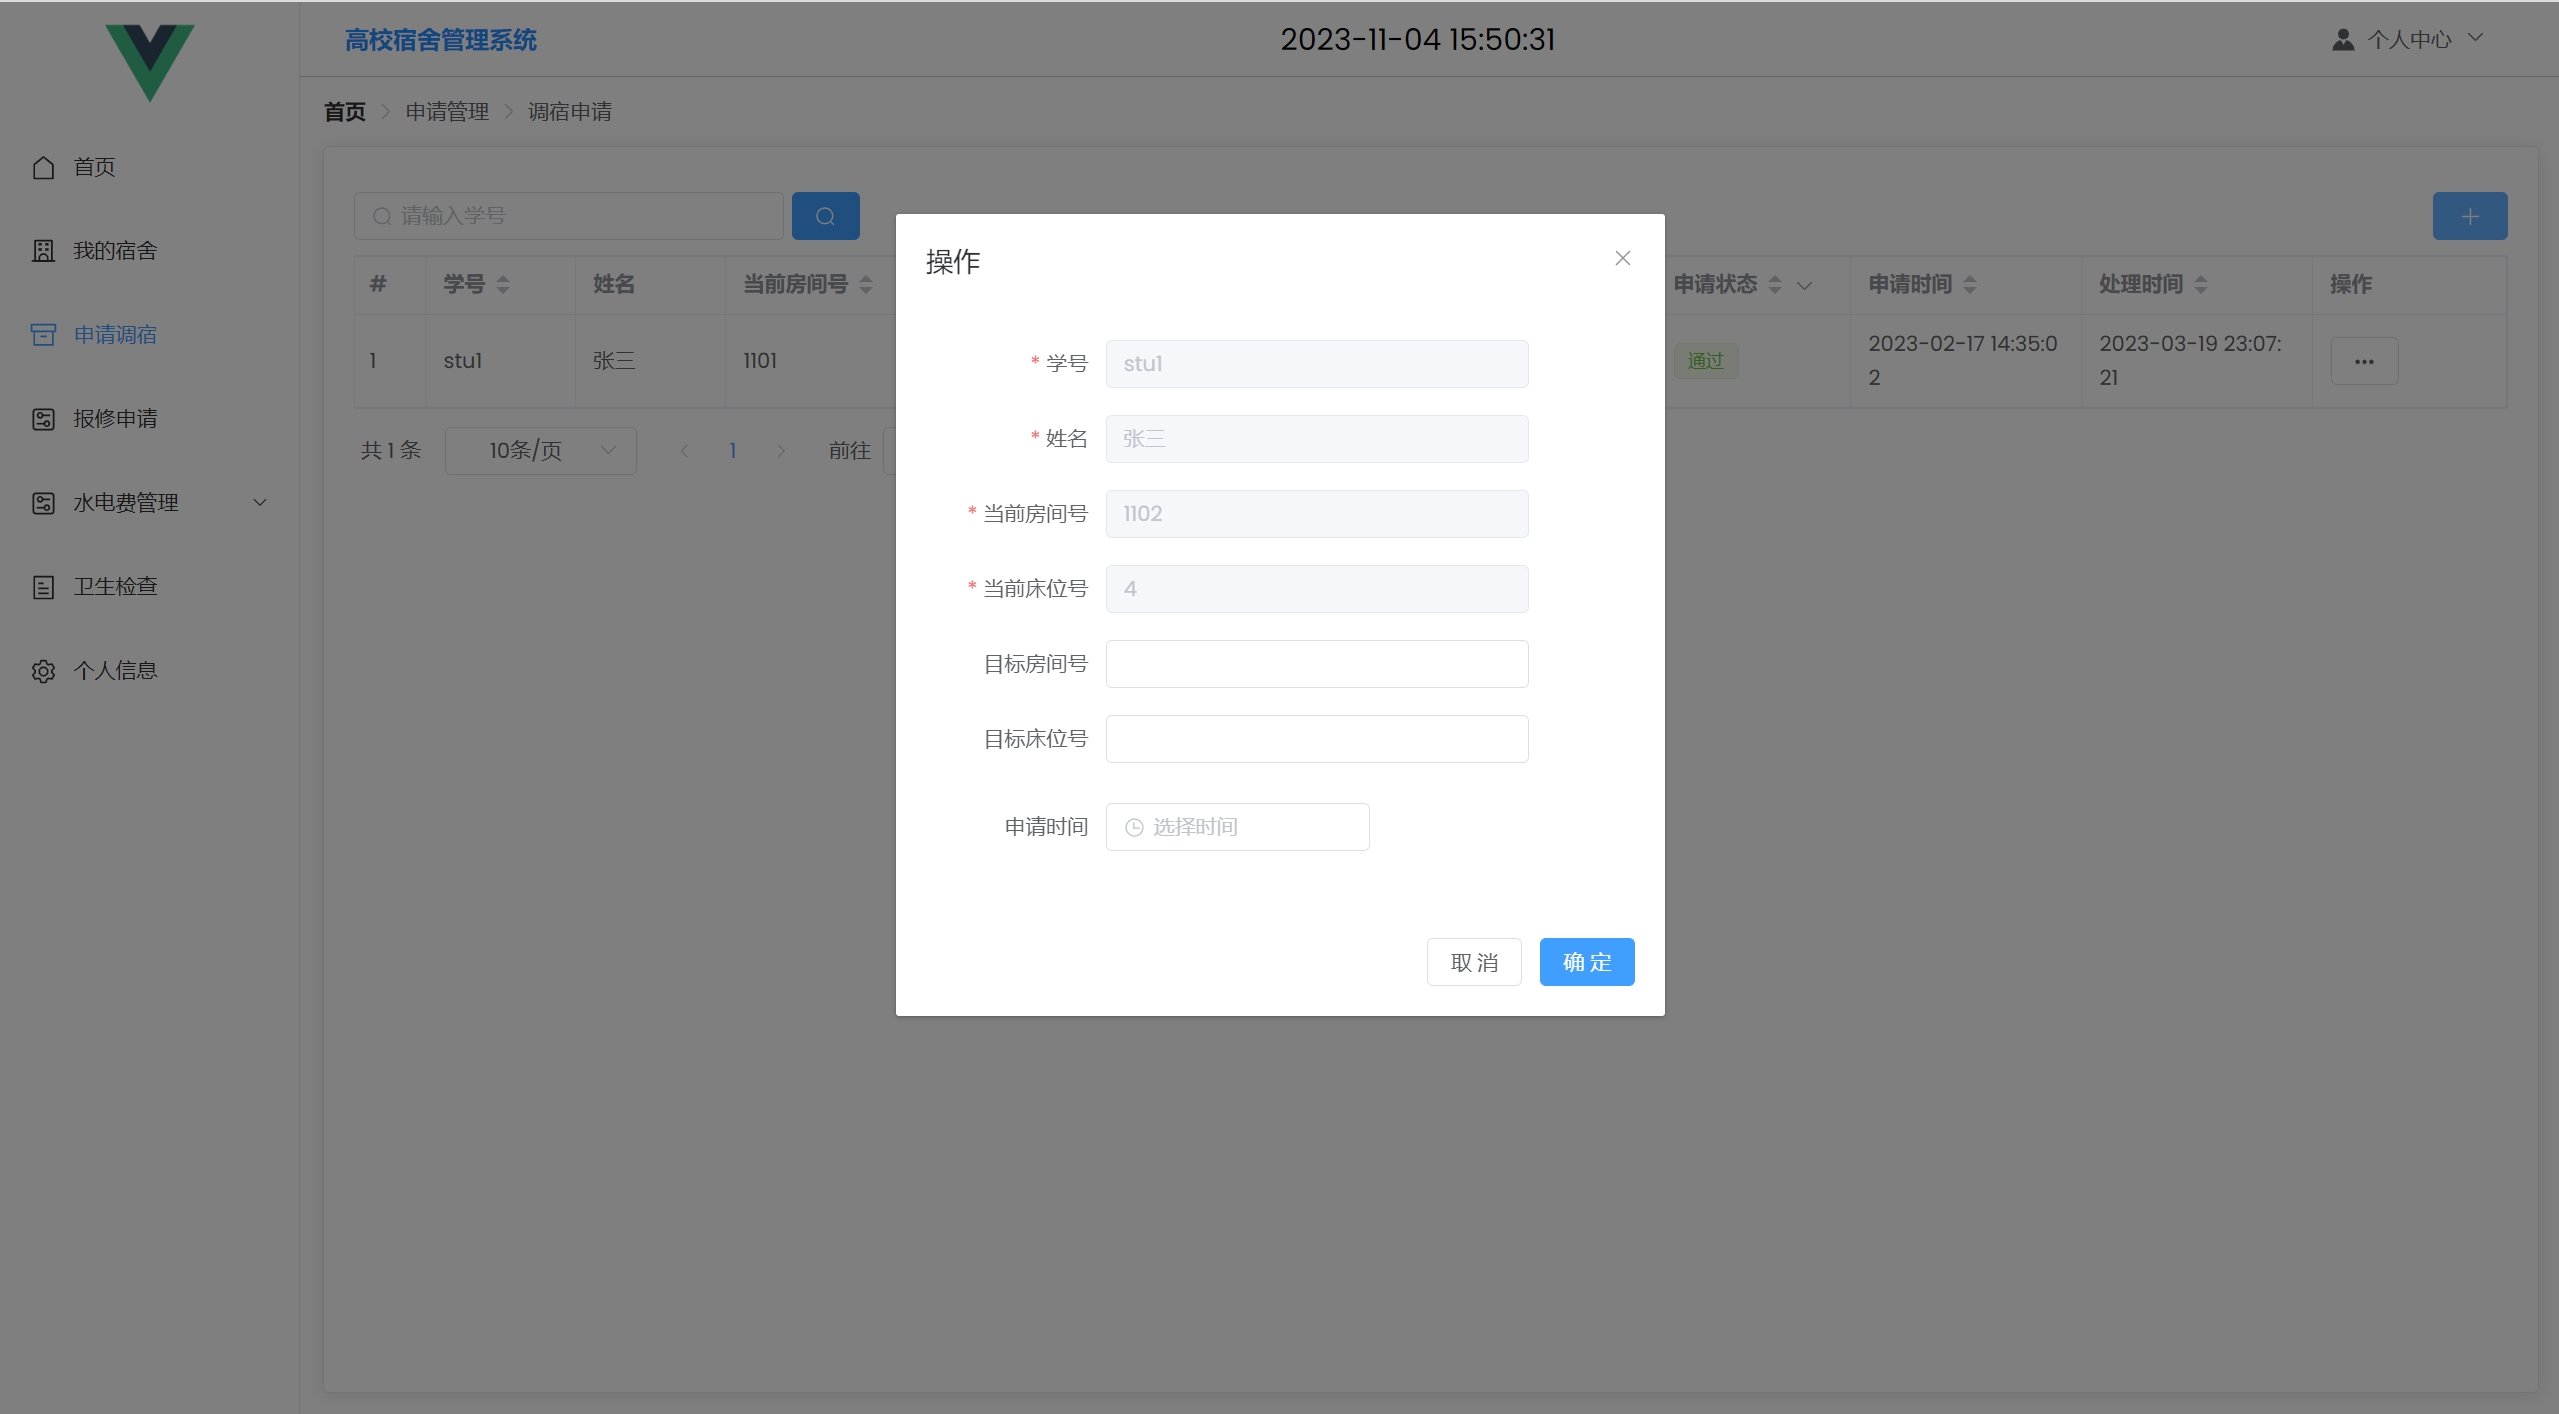 高校宿舍管理系统
2023-11-04 15:50:31
个人中心
首页
我的宿舍
申请调宿
报修申请
水电费管理
卫生检查
个人信息
首页 > 申请管理 > 调宿申请
请输入学号
# 学号 姓名 当前房间号 申请状态 申请时间 处理时间 操作
1 stu1 张三 1101 通过 2023-02-17 14:35:0 2023-03-19 23:07: •••
2 21
共 1 条 10条/页 < 1 > 前往
操作
* 学号 stu1
* 姓名 张三
* 当前房间号 1102
* 当前床位号 4
目标房间号
目标床位号
申请时间 选择时间
取 消 确 定